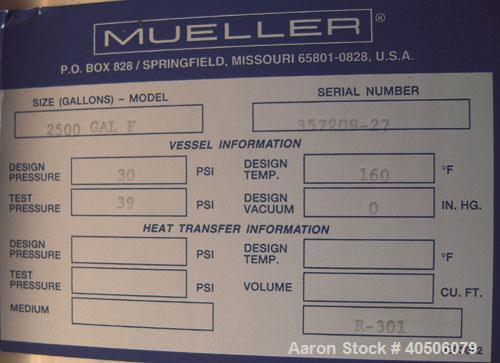 MUELLER®
P.O. BOX 828 / SPRINGFIELD, MISSOURI 65801-0828, U.S.A.
SIZE (GALLONS) - MODEL SERIAL NUMBER
2500 GAL F 357209-27
VESSEL INFORMATION
DESIGN PRESSURE 30 PSI DESIGN TEMP. 160 °F
TEST PRESSURE 39 PSI DESIGN VACUUM 0 IN. HG.
HEAT TRANSFER INFORMATION
DESIGN PRESSURE PSI DESIGN TEMP. °F
TEST PRESSURE PSI VOLUME CU. FT.
MEDIUM R-301
Aaron Stock # 40506079